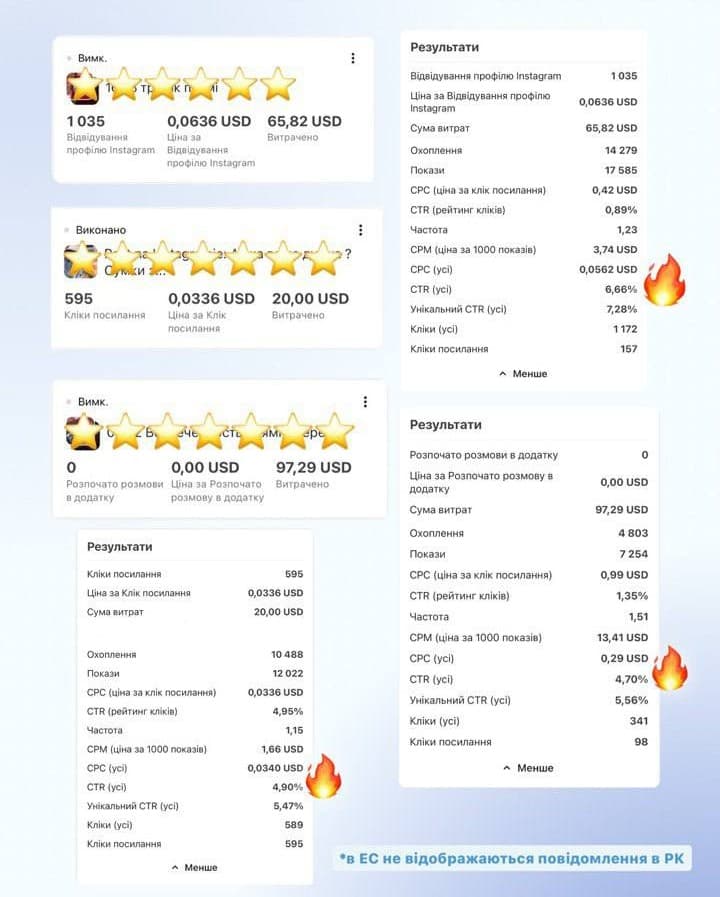 Вимк.
1 035
0,0636 USD
65,82 USD
Відвідування
Ціна за
Витрачено
профілю Instagram
Відвідування
профілю Instagram
Виконано
?
Сумки з...
595
0,0336 USD
20,00 USD
Кліки посилання
Ціна за Клік
Витрачено
посилання
Вимк.
0
0,00 USD
97,29 USD
Розпочато розмови
Ціна за Розпочато
Витрачено
в додатку
розмову в додатку
Результати
Кліки посилання 595
Ціна за Клік посилання 0,0336 USD
Сума витрат 20,00 USD
Охоплення 10 488
Покази 12 022
CPC (ціна за клік посилання) 0,0336 USD
CTR (рейтинг кліків) 4,95%
Частота 1,15
CPM (ціна за 1000 показів) 1,66 USD
CPC (усі) 0,0340 USD
CTR (усі) 4,90%
Унікальний CTR (усі) 5,47%
Кліки (усі) 589
Кліки посилання 595
Менше
Результати
Відвідування профілю Instagram 1 035
Ціна за Відвідування профілю
Instagram 0,0636 USD
Сума витрат 65,82 USD
Охоплення 14 279
Покази 17 585
CPC (ціна за клік посилання) 0,42 USD
CTR (рейтинг кліків) 0,89%
Частота 1,23
CPM (ціна за 1000 показів) 3,74 USD
CPC (усі) 0,0562 USD
CTR (усі) 6,66%
Унікальний CTR (усі) 7,28%
Кліки (усі) 1 172
Кліки посилання 157
Менше
Результати
Розпочато розмови в додатку 0
Ціна за Розпочато розмову в
додатку 0,00 USD
Сума витрат 97,29 USD
Охоплення 4 803
Покази 7 254
CPC (ціна за клік посилання) 0,99 USD
CTR (рейтинг кліків) 1,35%
Частота 1,51
CPM (ціна за 1000 показів) 13,41 USD
CPC (усі) 0,29 USD
CTR (усі) 4,70%
Унікальний CTR (усі) 5,56%
Кліки (усі) 341
Кліки посилання 98
Менше
*в ЕС не відображаються повідомлення в РК